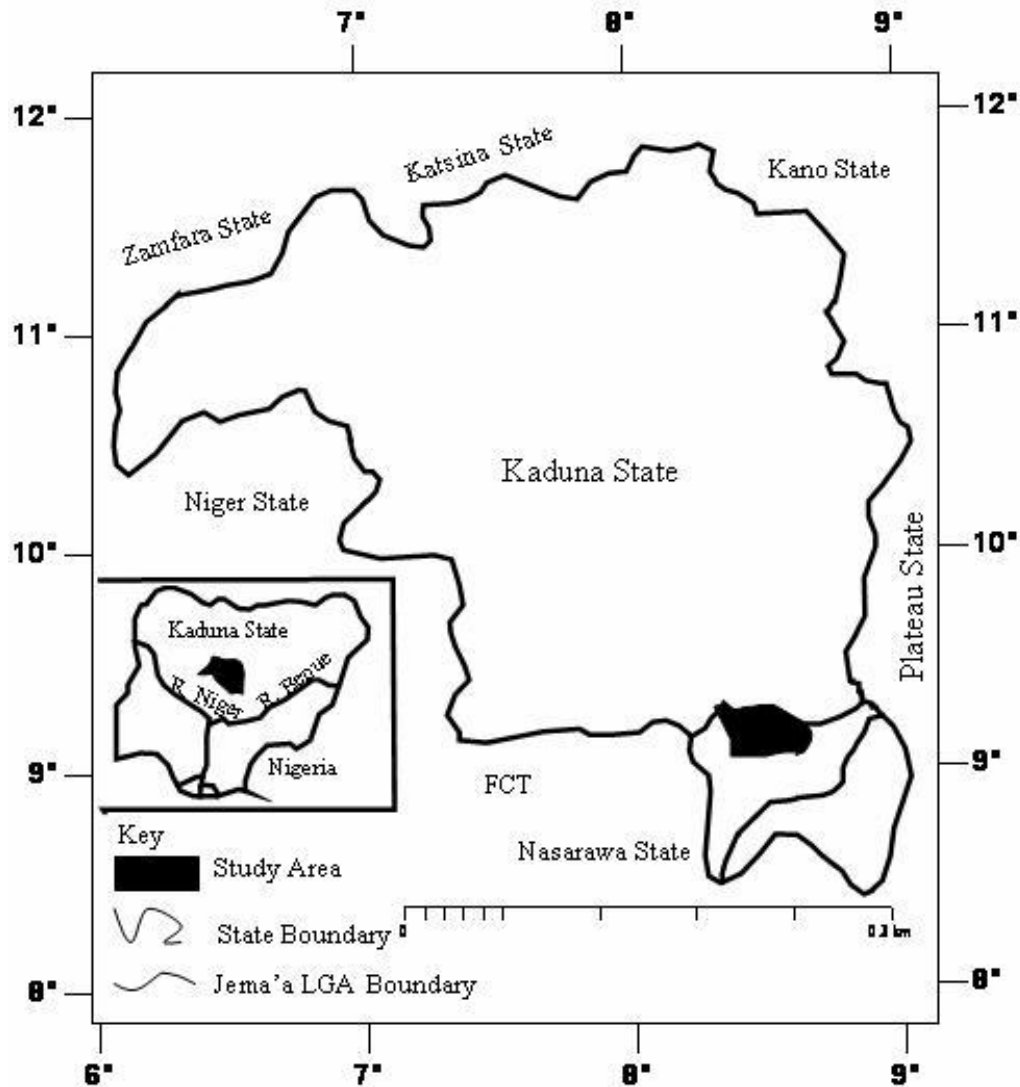 7°
8°
9°
12°
12°
Katsina State
Kano State
Zamfara State
11°
11°
Kaduna State
Niger State
10°
10°
Plateau State
Kaduna State
R. Niger
R. Benue
Nigeria
9°
9°
FCT
Key
Study Area
Nasarawa State
State Boundary
0
Jema'a LGA Boundary
8°
8°
6°
7°
8°
9°